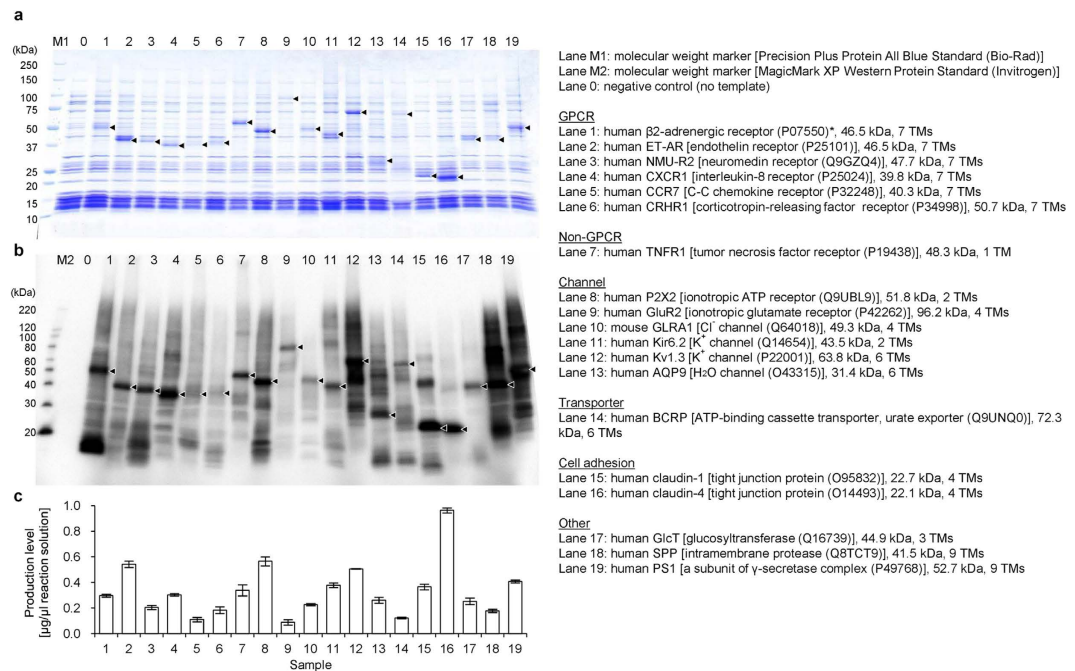 a
M1 0 1 2 3 4 5 6 7 8 9 10 11 12 13 14 15 16 17 18 19
(kDa)
250
150
100
75
50
37
25
20
15
10
b
M2 0 1 2 3 4 5 6 7 8 9 10 11 12 13 14 15 16 17 18 19
(kDa)
220
120
100
80
60
50
40
30
20
c
Production level
[µg/µl reaction solution]
1.0
0.8
0.6
0.4
0.2
0.0
1 2 3 4 5 6 7 8 9 10 11 12 13 14 15 16 17 18 19
Sample
Lane M1: molecular weight marker [Precision Plus Protein All Blue Standard (Bio-Rad)]
Lane M2: molecular weight marker [MagicMark XP Western Protein Standard (Invitrogen)]
Lane 0: negative control (no template)
GPCR
Lane 1: human β2-adrenergic receptor (P07550)*, 46.5 kDa, 7 TMs
Lane 2: human ET-AR [endothelin receptor (P25101)], 46.5 kDa, 7 TMs
Lane 3: human NMU-R2 [neuromedin receptor (Q9GZQ4)], 47.7 kDa, 7 TMs
Lane 4: human CXCR1 [interleukin-8 receptor (P25024)], 39.8 kDa, 7 TMs
Lane 5: human CCR7 [C-C chemokine receptor (P32248)], 40.3 kDa, 7 TMs
Lane 6: human CRHR1 [corticotropin-releasing factor receptor (P34998)], 50.7 kDa, 7 TMs
Non-GPCR
Lane 7: human TNFR1 [tumor necrosis factor receptor (P19438)], 48.3 kDa, 1 TM
Channel
Lane 8: human P2X2 [ionotropic ATP receptor (Q9UBL9)], 51.8 kDa, 2 TMs
Lane 9: human GluR2 [ionotropic glutamate receptor (P42262)], 96.2 kDa, 4 TMs
Lane 10: mouse GLRA1 [Cl⁻ channel (Q64018)], 49.3 kDa, 4 TMs
Lane 11: human Kir6.2 [K⁺ channel (Q14654)], 43.5 kDa, 2 TMs
Lane 12: human Kv1.3 [K⁺ channel (P22001)], 63.8 kDa, 6 TMs
Lane 13: human AQP9 [H₂O channel (O43315)], 31.4 kDa, 6 TMs
Transporter
Lane 14: human BCRP [ATP-binding cassette transporter, urate exporter (Q9UNQ0)], 72.3
kDa, 6 TMs
Cell adhesion
Lane 15: human claudin-1 [tight junction protein (O95832)], 22.7 kDa, 4 TMs
Lane 16: human claudin-4 [tight junction protein (O14493)], 22.1 kDa, 4 TMs
Other
Lane 17: human GlcT [glucosyltransferase (Q16739)], 44.9 kDa, 3 TMs
Lane 18: human SPP [intramembrane protease (Q8TCT9)], 41.5 kDa, 9 TMs
Lane 19: human PS1 [a subunit of γ-secretase complex (P49768)], 52.7 kDa, 9 TMs